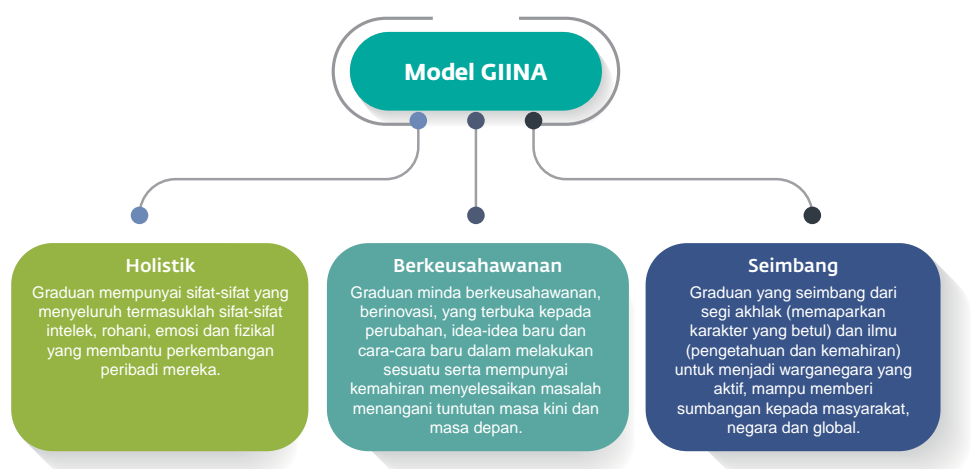 Model GIINA
Holistik
Graduan mempunyai sifat-sifat yang
menyeluruh termasuklah sifat-sifat
intelek, rohani, emosi dan fizikal
yang membantu perkembangan
peribadi mereka.
Berkeusahawanan
Graduan minda berkeusahawanan,
berinovasi, yang terbuka kepada
perubahan, idea-idea baru dan
cara-cara baru dalam melakukan
sesuatu serta mempunyai
kemahiran menyelesaikan masalah
menangani tuntutan masa kini dan
masa depan.
Seimbang
Graduan yang seimbang dari
segi akhlak (memaparkan
karakter yang betul) dan ilmu
(pengetahuan dan kemahiran)
untuk menjadi warganegara yang
aktif, mampu memberi
sumbangan kepada masyarakat,
negara dan global.